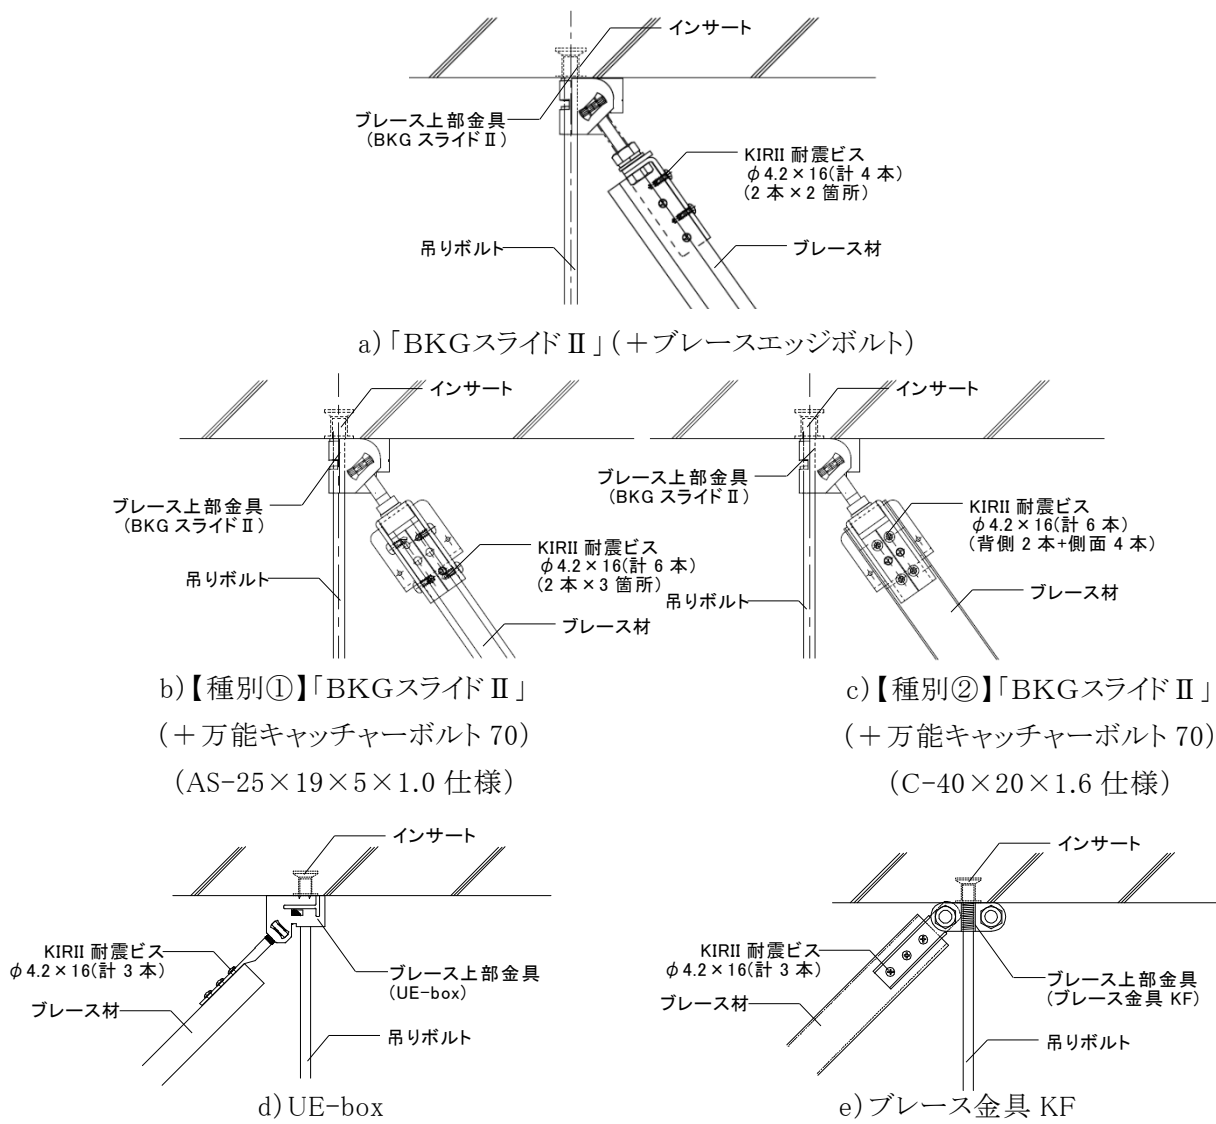 インサート
ブレース上部金具
(BKG スライドⅡ)
KIRII 耐震ビス
φ4.2×16(計 4 本)
(2 本×2 箇所)
吊りボルト
ブレース材
a)「BKGスライドⅡ」(+ブレースエッジボルト)
インサート
ブレース上部金具
(BKG スライドⅡ)
KIRII 耐震ビス
φ4.2×16(計 6 本)
(2 本×3 箇所)
吊りボルト
ブレース材
b)【種別①】「BKGスライドⅡ」
(+万能キャッチャーボルト 70)
(AS-25×19×5×1.0 仕様)
インサート
ブレース上部金具
(BKG スライドⅡ)
KIRII 耐震ビス
φ4.2×16(計 6 本)
(背側 2 本+側面 4 本)
ブレース材
吊りボルト
c)【種別②】「BKGスライドⅡ」
(+万能キャッチャーボルト 70)
(C-40×20×1.6 仕様)
インサート
KIRII 耐震ビス
φ4.2×16(計 3 本)
ブレース上部金具
(UE-box)
ブレース材
吊りボルト
d)UE-box
インサート
KIRII 耐震ビス
φ4.2×16(計 3 本)
ブレース上部金具
(ブレース金具 KF)
ブレース材
吊りボルト
e)ブレース金具 KF